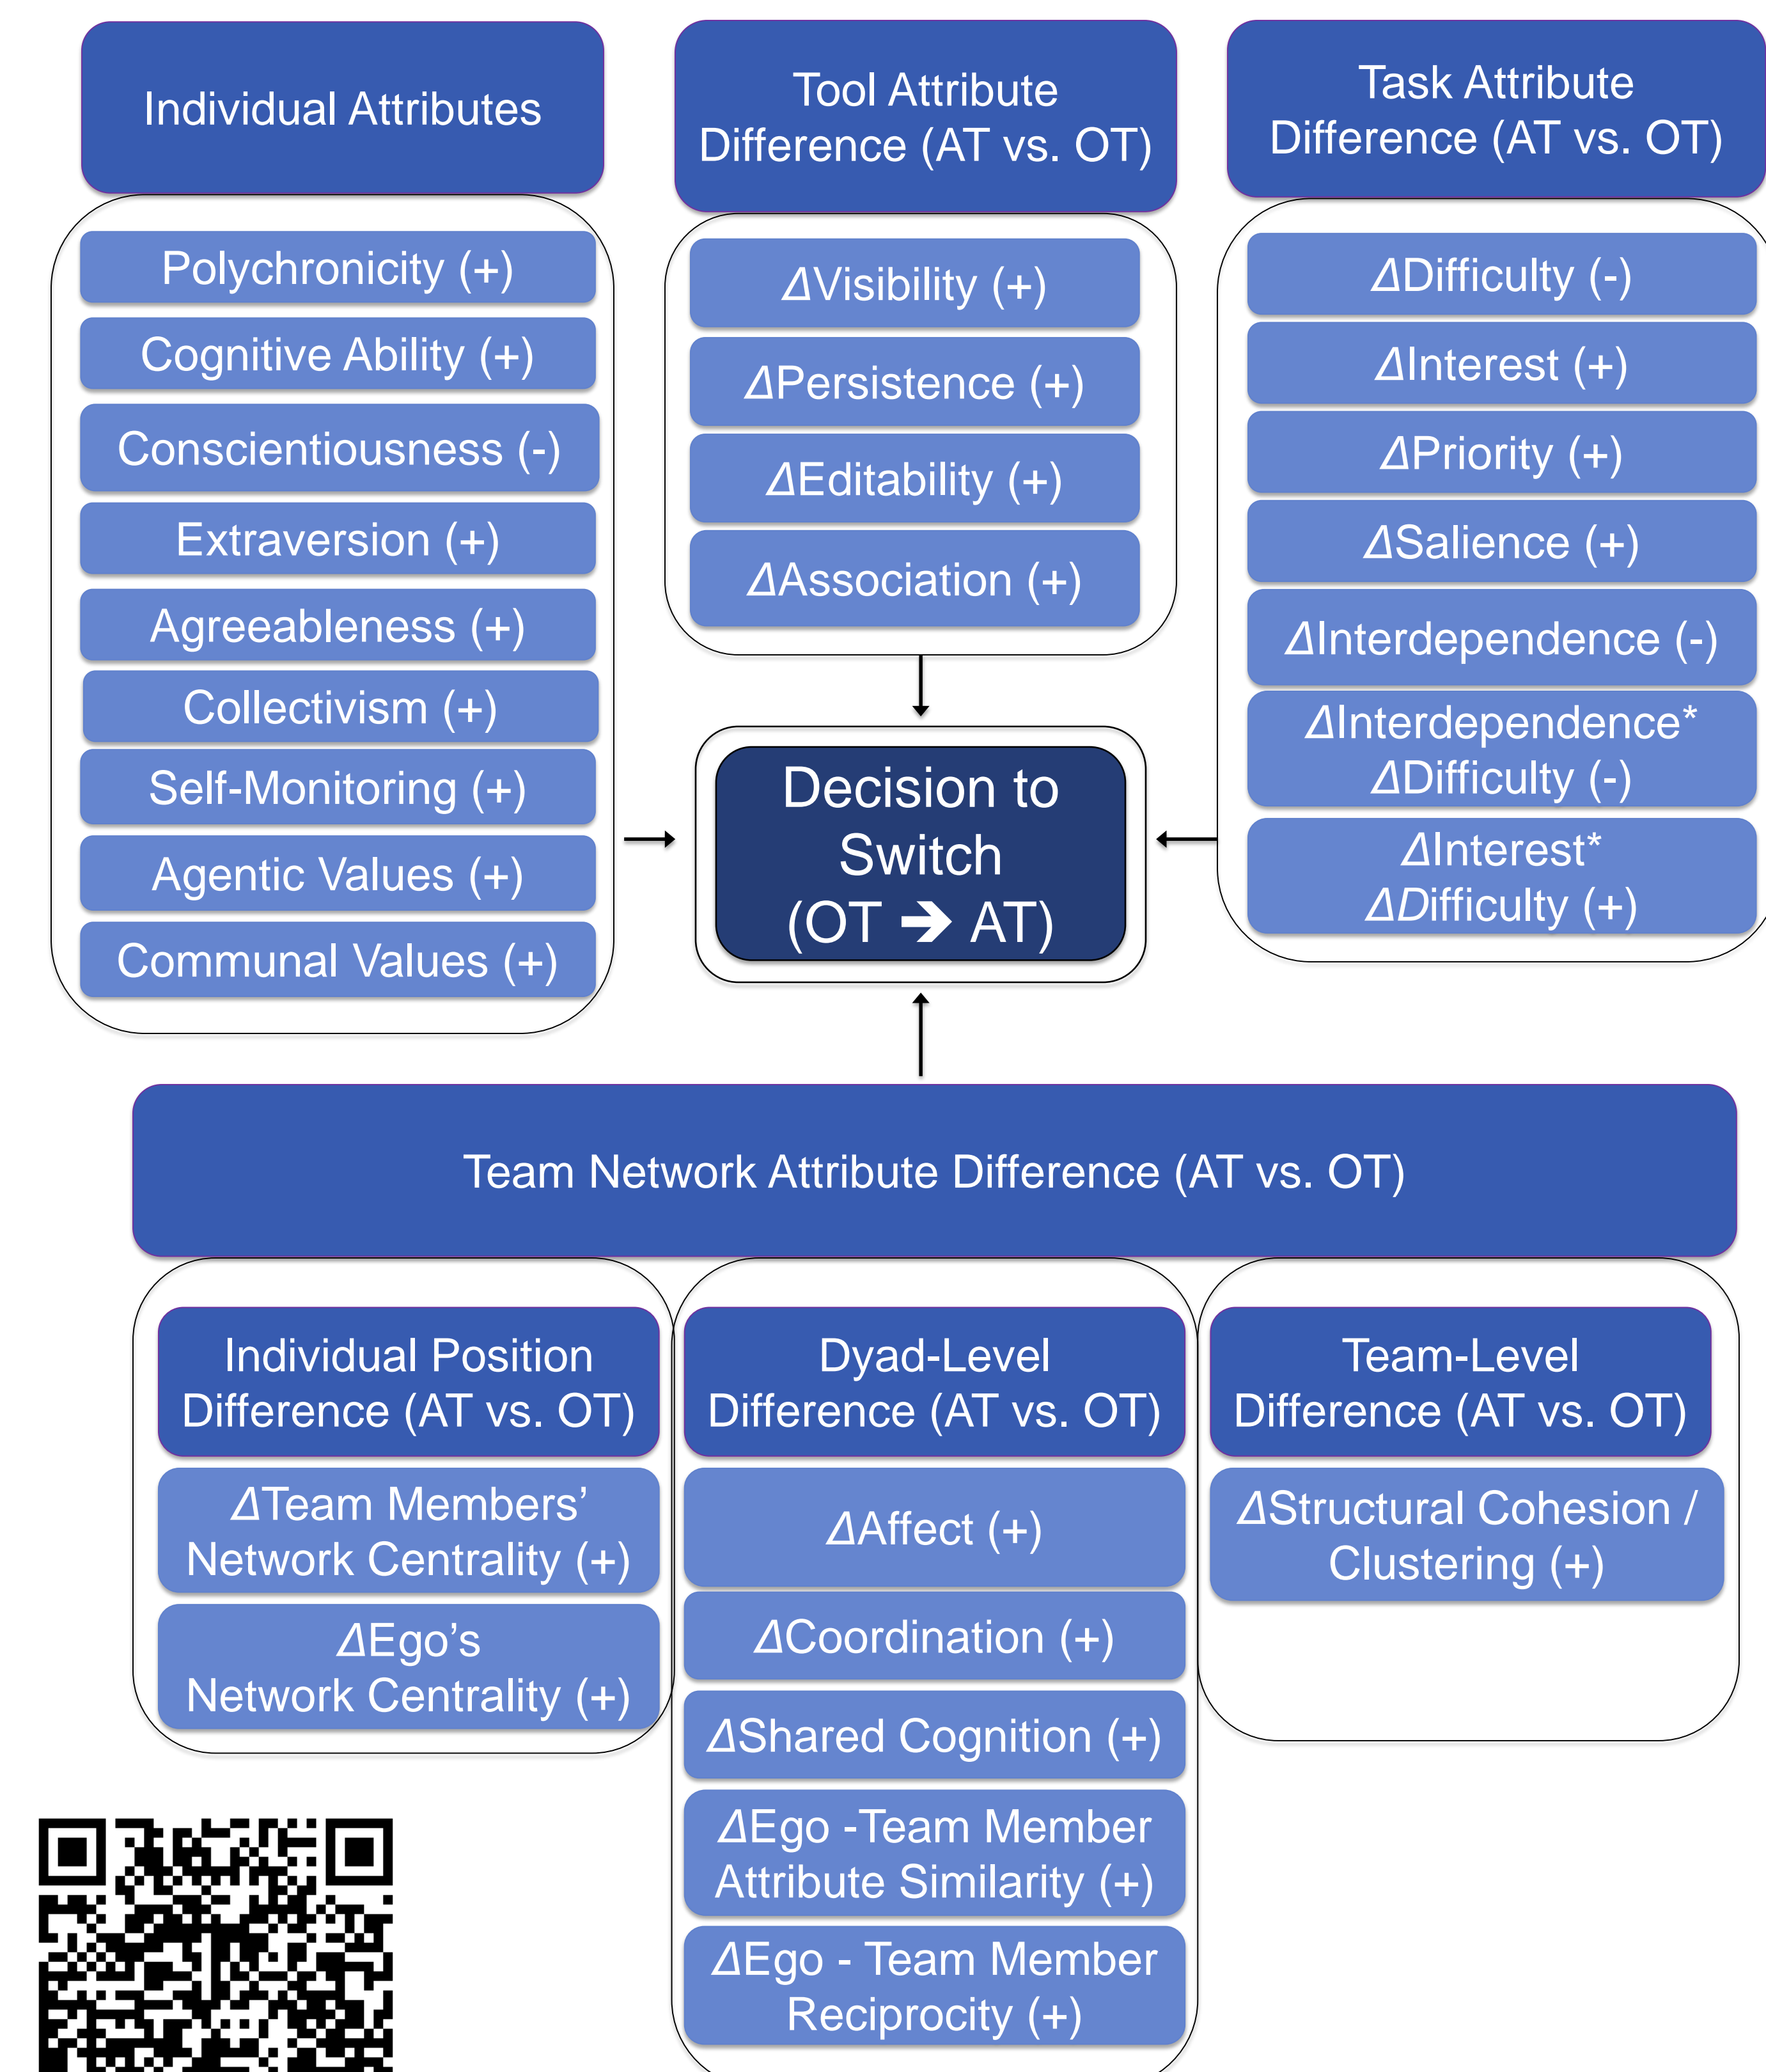 Individual Attributes
Polychronicity (+)
Cognitive Ability (+)
Conscientiousness (-)
Extraversion (+)
Agreeableness (+)
Collectivism (+)
Self-Monitoring (+)
Agentic Values (+)
Communal Values (+)
Tool Attribute
Difference (AT vs. OT)
ΔVisibility (+)
ΔPersistence (+)
ΔEditability (+)
ΔAssociation (+)
Task Attribute
Difference (AT vs. OT)
ΔDifficulty (-)
ΔInterest (+)
ΔPriority (+)
ΔSalience (+)
ΔInterdependence (-)
ΔInterdependence*
ΔDifficulty (-)
ΔInterest*
ΔDifficulty (+)
Decision to
Switch
(OT ➔ AT)
Team Network Attribute Difference (AT vs. OT)
Individual Position
Difference (AT vs. OT)
ΔTeam Members’
Network Centrality (+)
ΔEgo’s
Network Centrality (+)
Dyad-Level
Difference (AT vs. OT)
ΔAffect (+)
ΔCoordination (+)
ΔShared Cognition (+)
ΔEgo -Team Member
Attribute Similarity (+)
ΔEgo - Team Member
Reciprocity (+)
Team-Level
Difference (AT vs. OT)
ΔStructural Cohesion /
Clustering (+)